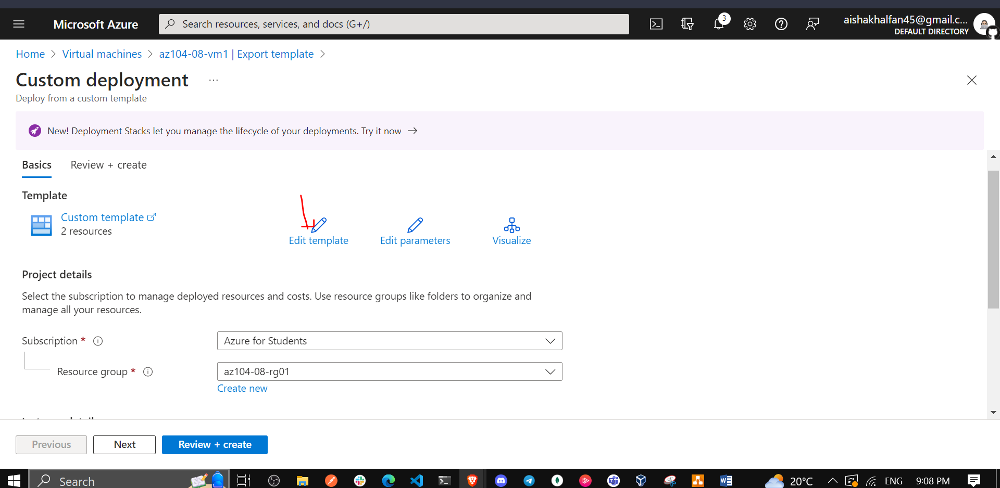 Microsoft Azure
Search resources, services, and docs (G+/)
3
aishakhalfan45@gmail.c...
DEFAULT DIRECTORY
Home > Virtual machines > az104-08-vm1 | Export template >
Custom deployment ...
Deploy from a custom template
New! Deployment Stacks let you manage the lifecycle of your deployments. Try it now →
Basics Review + create
Template
Custom template
2 resources
Edit template Edit parameters Visualize
Project details
Select the subscription to manage deployed resources and costs. Use resource groups like folders to organize and
manage all your resources.
Subscription *
Azure for Students
Resource group *
az104-08-rg01
Create new
Previous Next Review + create
Search
20°C ENG 9:08 PM